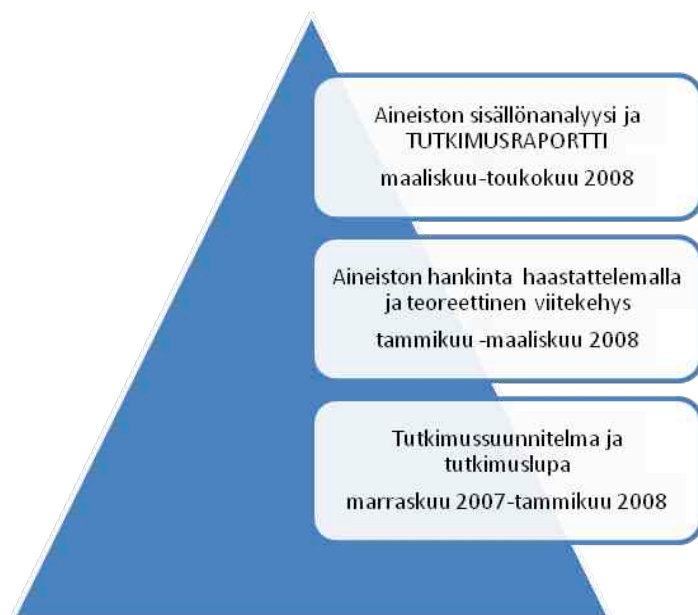 Aineiston sisällönanalyysi ja
TUTKIMUSRAPORTTI
maaliskuu-toukokuu 2008
Aineiston hankinta haastattelemalla
ja teoreettinen viitekehys
tammikuu -maaliskuu 2008
Tutkimussuunnitelma ja
tutkimuslupa
marraskuu 2007-tammikuu 2008